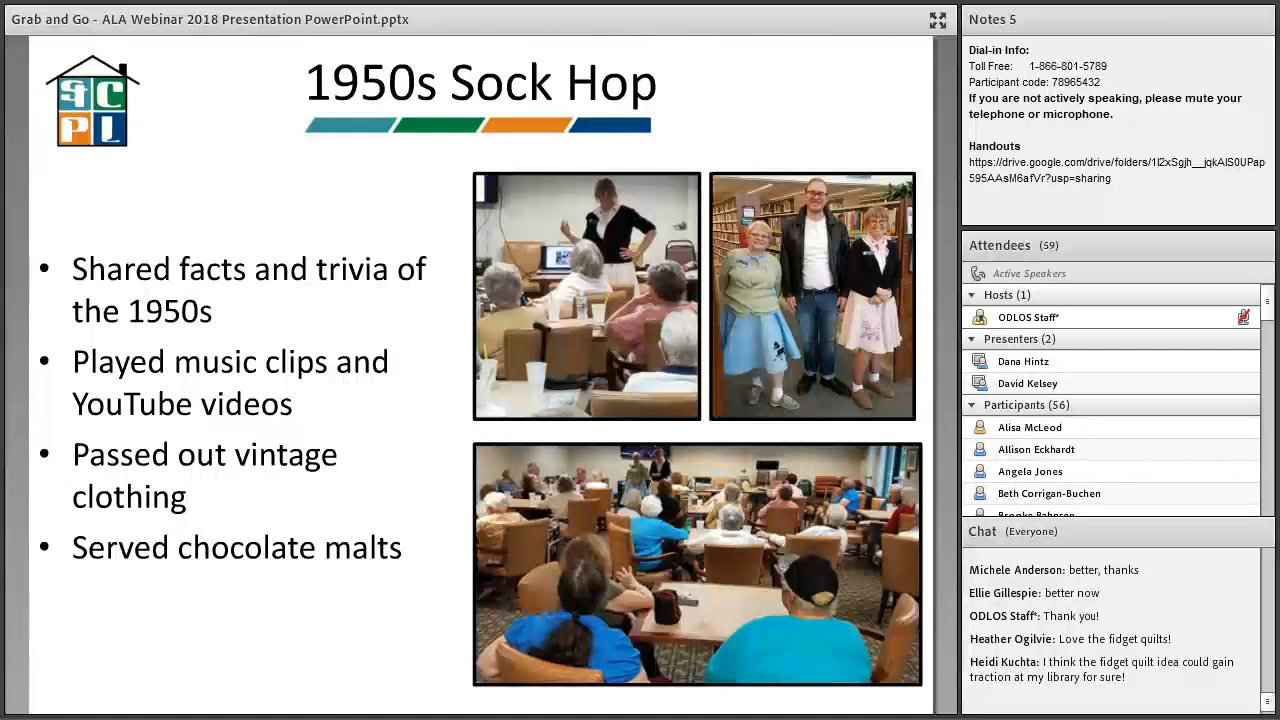 Grab and Go - ALA Webinar 2018 Presentation PowerPoint.pptx
SCPL
1950s Sock Hop
• Shared facts and trivia of
the 1950s
• Played music clips and
YouTube videos
• Passed out vintage
clothing
• Served chocolate malts
Notes 5
Dial-in Info:
Toll Free: 1-866-801-5789
Participant code: 78965432
If you are not actively speaking, please mute your
telephone or microphone.
Handouts
https://drive.google.com/drive/folders/1l2xSgjh__jqkAlS0UPap
595AAsM6afVr?usp=sharing
Attendees (59)
Active Speakers
Hosts (1)
ODLOS Staff*
Presenters (2)
Dana Hintz
David Kelsey
Participants (56)
Alisa McLeod
Allison Eckhardt
Angela Jones
Beth Corrigan-Buchen
Chat (Everyone)
Michele Anderson: better, thanks
Ellie Gillespie: better now
ODLOS Staff*: Thank you!
Heather Ogilvie: Love the fidget quilts!
Heidi Kuchta: I think the fidget quilt idea could gain
traction at my library for sure!